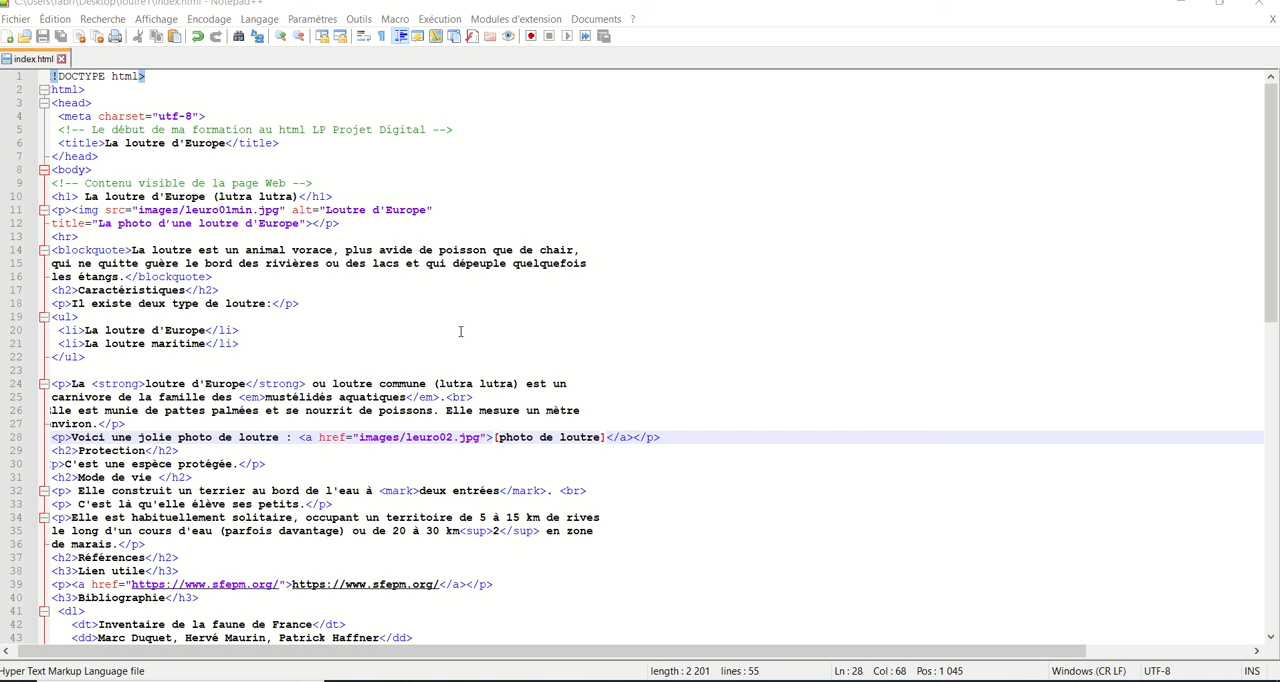 C:\Users\fabri\Desktop\loutre1\index.html - Notepad++
Fichier Édition Recherche Affichage Encodage Langage Paramètres Outils Macro Exécution Modules d'extension Documents ? X
index.html
1 !DOCTYPE html>
2 html>
3 <head>
4 <meta charset="utf-8">
5 <!-- Le début de ma formation au html LP Projet Digital -->
6 <title>La loutre d'Europe</title>
7 </head>
8 <body>
9 <!-- Contenu visible de la page Web -->
10 <h1> La loutre d'Europe (lutra lutra)</h1>
11 <p><img src="images/leuro01min.jpg" alt="Loutre d'Europe"
12 title="La photo d’une loutre d'Europe"></p>
13 <hr>
14 <blockquote>La loutre est un animal vorace, plus avide de poisson que de chair,
15 qui ne quitte guère le bord des rivières ou des lacs et qui dépeuple quelquefois
16 les étangs.</blockquote>
17 <h2>Caractéristiques</h2>
18 <p>Il existe deux type de loutre:</p>
19 <ul>
20 <li>La loutre d'Europe</li>
21 <li>La loutre maritime</li>
22 </ul>
23
24 <p>La <strong>loutre d'Europe</strong> ou loutre commune (lutra lutra) est un
25 carnivore de la famille des <em>mustélidés aquatiques</em>.<br>
26 lle est munie de pattes palmées et se nourrit de poissons. Elle mesure un mètre
27 nviron.</p>
28 <p>Voici une jolie photo de loutre : <a href="images/leuro02.jpg">[photo de loutre]</a></p>
29 <h2>Protection</h2>
30 p>C'est une espèce protégée.</p>
31 <h2>Mode de vie </h2>
32 <p> Elle construit un terrier au bord de l'eau à <mark>deux entrées</mark>. <br>
33 <p> C'est là qu'elle élève ses petits.</p>
34 <p>Elle est habituellement solitaire, occupant un territoire de 5 à 15 km de rives
35 le long d'un cours d'eau (parfois davantage) ou de 20 à 30 km<sup>2</sup> en zone
36 de marais.</p>
37 <h2>Références</h2>
38 <h3>Lien utile</h3>
39 <p><a href="https://www.sfepm.org/">https://www.sfepm.org/</a></p>
40 <h3>Bibliographie</h3>
41 <dl>
42 <dt>Inventaire de la faune de France</dt>
43 <dd>Marc Duquet, Hervé Maurin, Patrick Haffner</dd>
Hyper Text Markup Language file length : 2 201 lines : 55 Ln : 28 Col : 68 Pos : 1 045 Windows (CR LF) UTF-8 INS